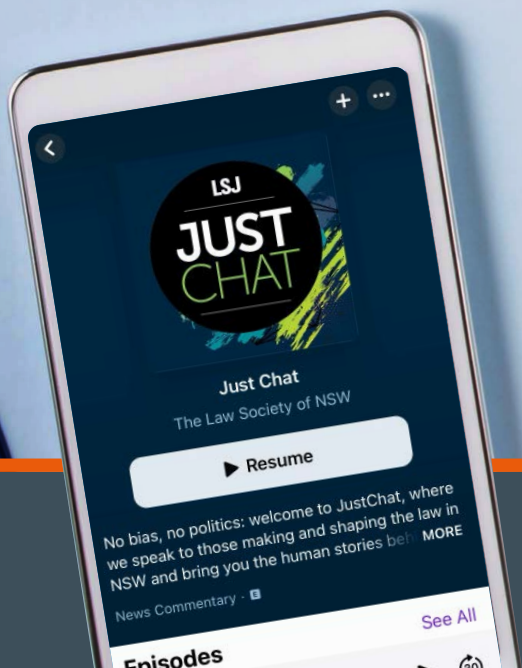 LSJ
JUST
CHAT
Just Chat
The Law Society of NSW
Resume
No bias, no politics: welcome to JustChat, where
we speak to those making and shaping the law in
NSW and bring you the human stories MORE
News Commentary - E
See All
Episodes